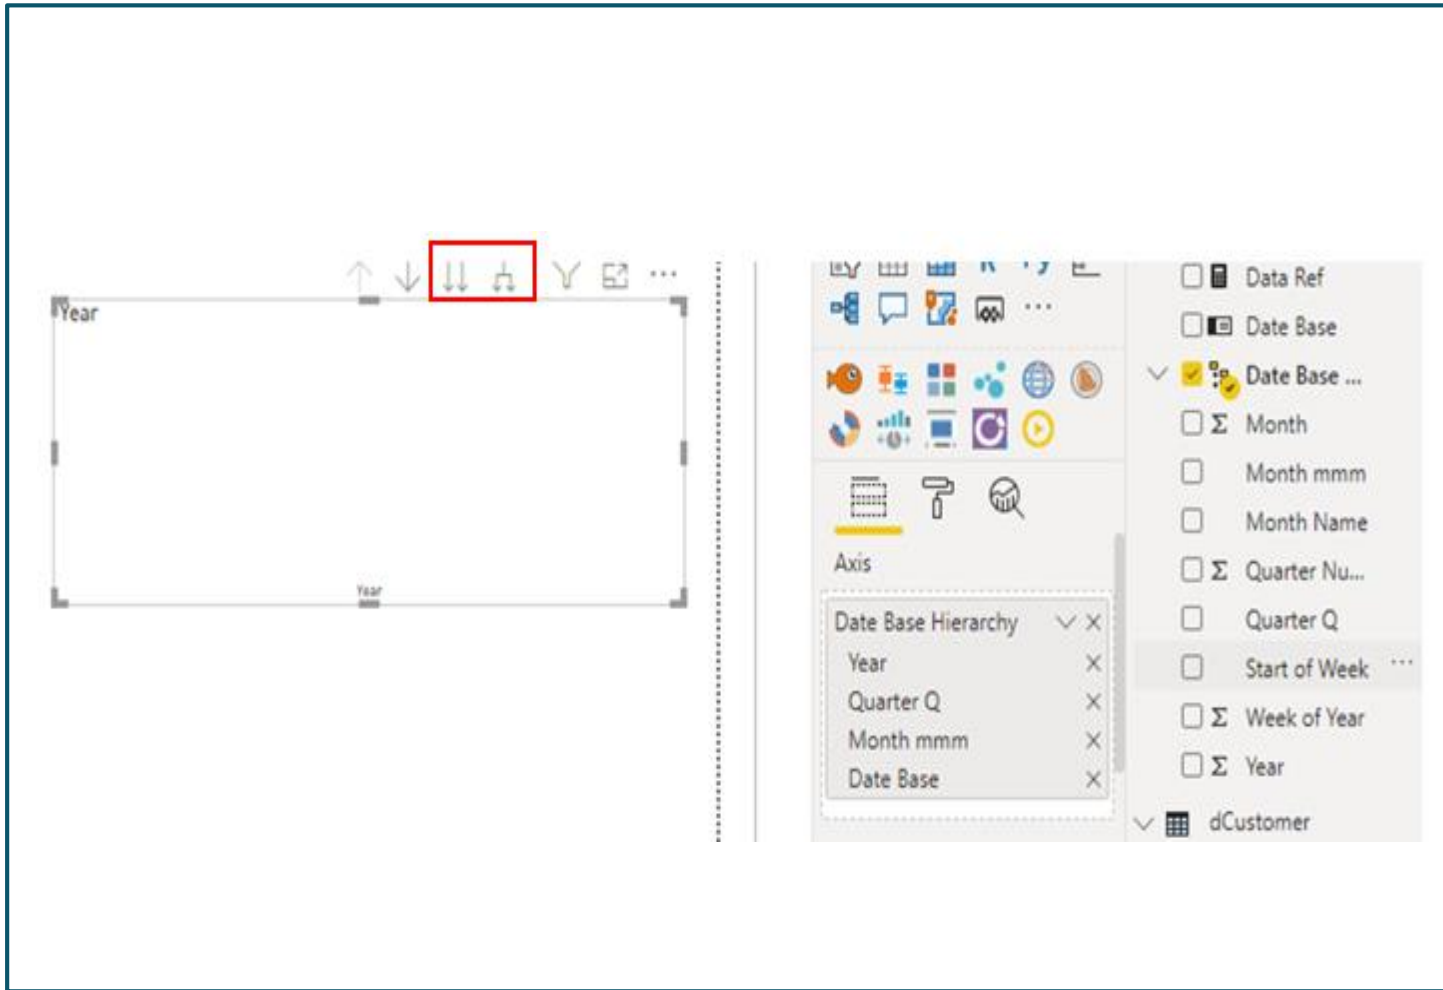 Year
Year
Axis
Date Base Hierarchy
Year
Quarter Q
Month mmm
Date Base
Data Ref
Date Base
Date Base ...
Σ Month
Month mmm
Month Name
Σ Quarter Nu...
Quarter Q
Start of Week ...
Σ Week of Year
Σ Year
dCustomer